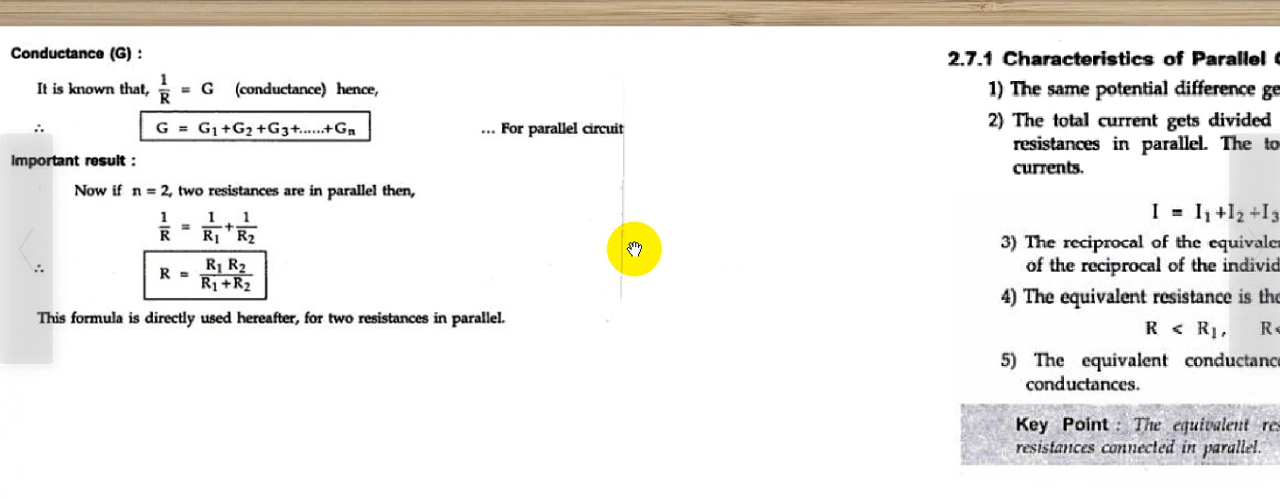 Conductance (G) :
It is known that, 1/R = G (conductance) hence,
∴ G = G₁+G₂+G₃+......+Gₙ ... For parallel circuit
Important result :
Now if n = 2, two resistances are in parallel then,
1/R = 1/R₁ + 1/R₂
∴ R = R₁ R₂ / R₁+R₂
This formula is directly used hereafter, for two resistances in parallel.
2.7.1 Characteristics of Parallel
1) The same potential difference
2) The total current gets divided
resistances in parallel. The
currents.
I = I₁+I₂+I₃
3) The reciprocal of the
of the reciprocal of the
4) The equivalent resistance is
R < R₁,
5) The equivalent
conductances.
Key Point : The equivalent
resistances connected in parallel.